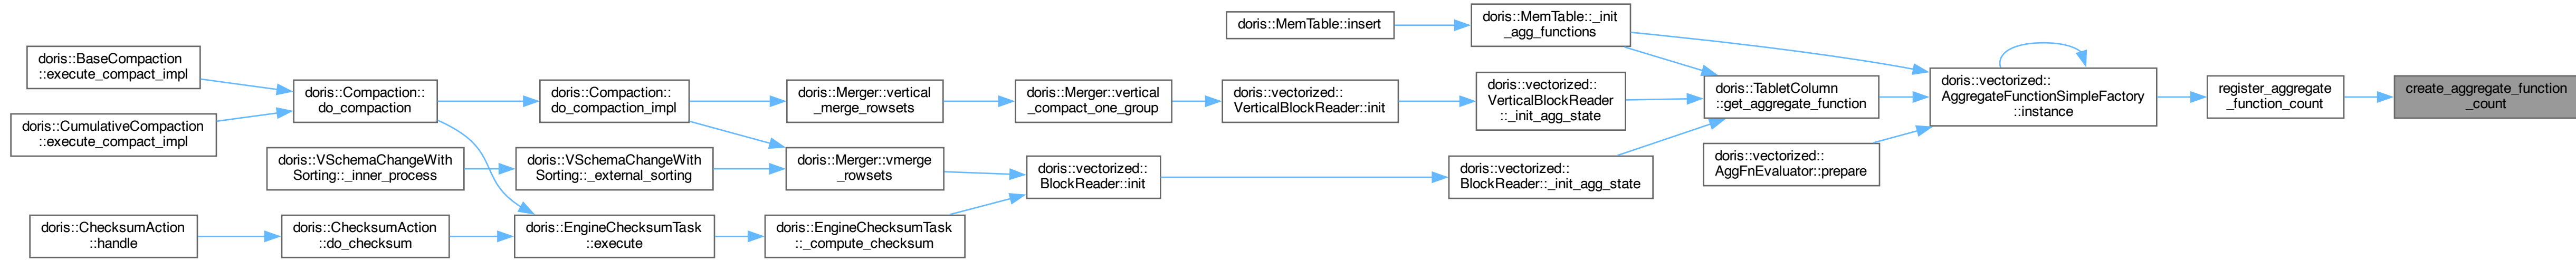 doris::BaseCompaction
::execute_compact_impl
doris::CumulativeCompaction
::execute_compact_impl
doris::Compaction::
do_compaction
doris::VSchemaChangeWith
Sorting::_inner_process
doris::ChecksumAction
::handle
doris::ChecksumAction
::do_checksum
doris::Compaction::
do_compaction_impl
doris::VSchemaChangeWith
Sorting::_external_sorting
doris::EngineChecksumTask
::execute
doris::Merger::vertical
_merge_rowsets
doris::Merger::vmerge
_rowsets
doris::EngineChecksumTask
::_compute_checksum
doris::Merger::vertical
_compact_one_group
doris::vectorized::
BlockReader::init
doris::MemTable::insert
doris::vectorized::
VerticalBlockReader::init
doris::MemTable::_init
_agg_functions
doris::vectorized::
VerticalBlockReader
::_init_agg_state
doris::vectorized::
BlockReader::_init_agg_state
doris::TabletColumn
::get_aggregate_function
doris::vectorized::
AggFnEvaluator::prepare
doris::vectorized::
AggregateFunctionSimpleFactory
::instance
register_aggregate
_function_count
create_aggregate_function
_count